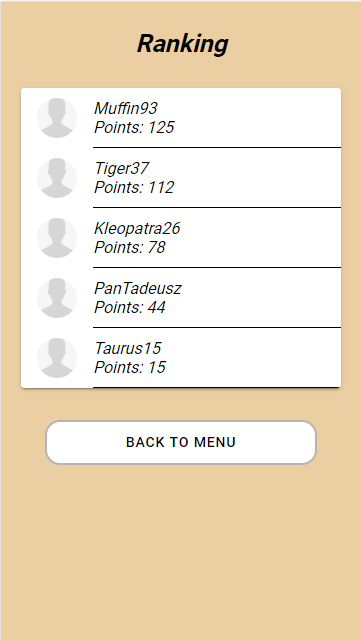 Ranking
Muffin93
Points: 125
Tiger37
Points: 112
Kleopatra26
Points: 78
PanTadeusz
Points: 44
Taurus15
Points: 15
BACK TO MENU